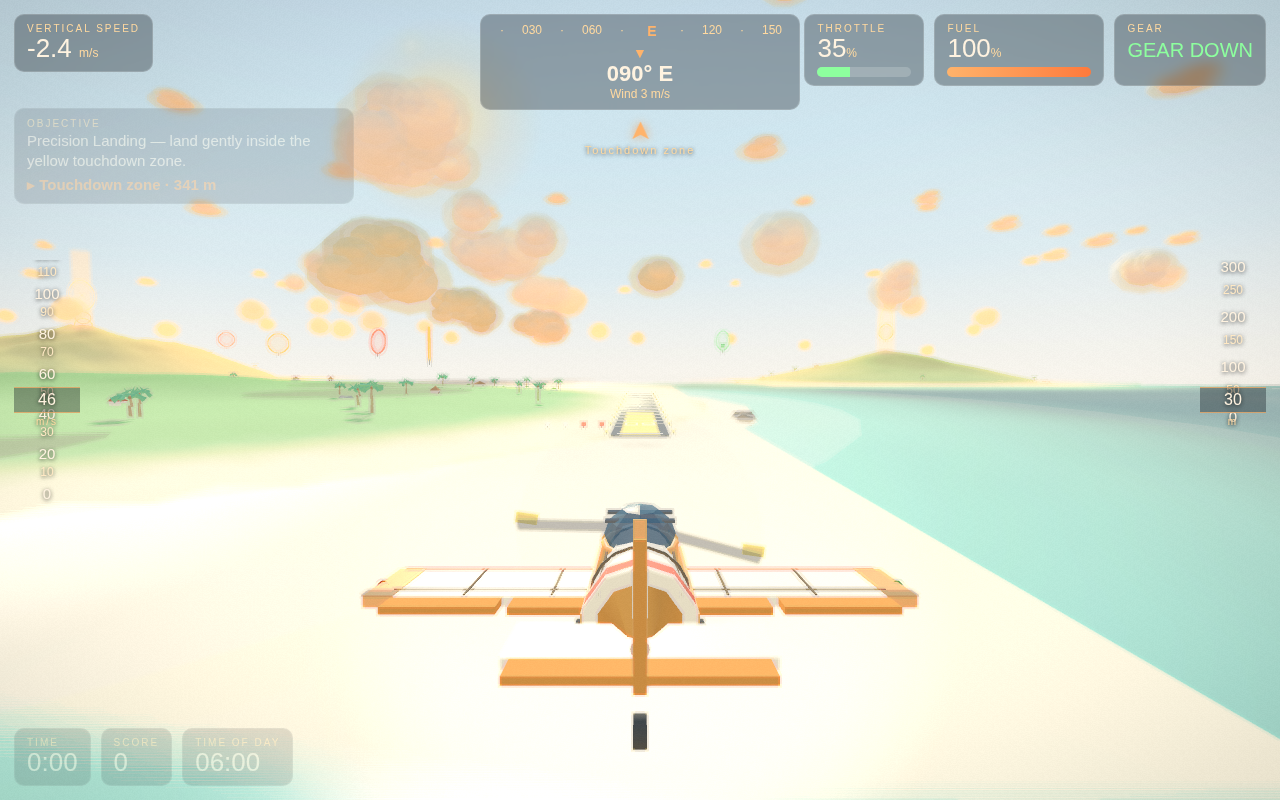 VERTICAL SPEED
-2.4 m/s
· 030 · 060 · E · 120 · 150
▼
090° E
Wind 3 m/s
THROTTLE
35%
FUEL
100%
GEAR
GEAR DOWN
OBJECTIVE
Precision Landing — land gently inside the
yellow touchdown zone.
▸ Touchdown zone · 341 m
Touchdown zone
110
100
90
80
70
60
46
40
m/s
30
20
10
0
300
250
200
150
100
50
30
0
m
TIME
0:00
SCORE
0
TIME OF DAY
06:00